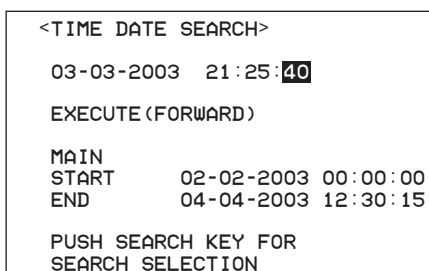 <TIME DATE SEARCH>
03-03-2003 21:25:40
EXECUTE(FORWARD)
MAIN
START 02-02-2003 00:00:00
END 04-04-2003 12:30:15
PUSH SEARCH KEY FOR
SEARCH SELECTION